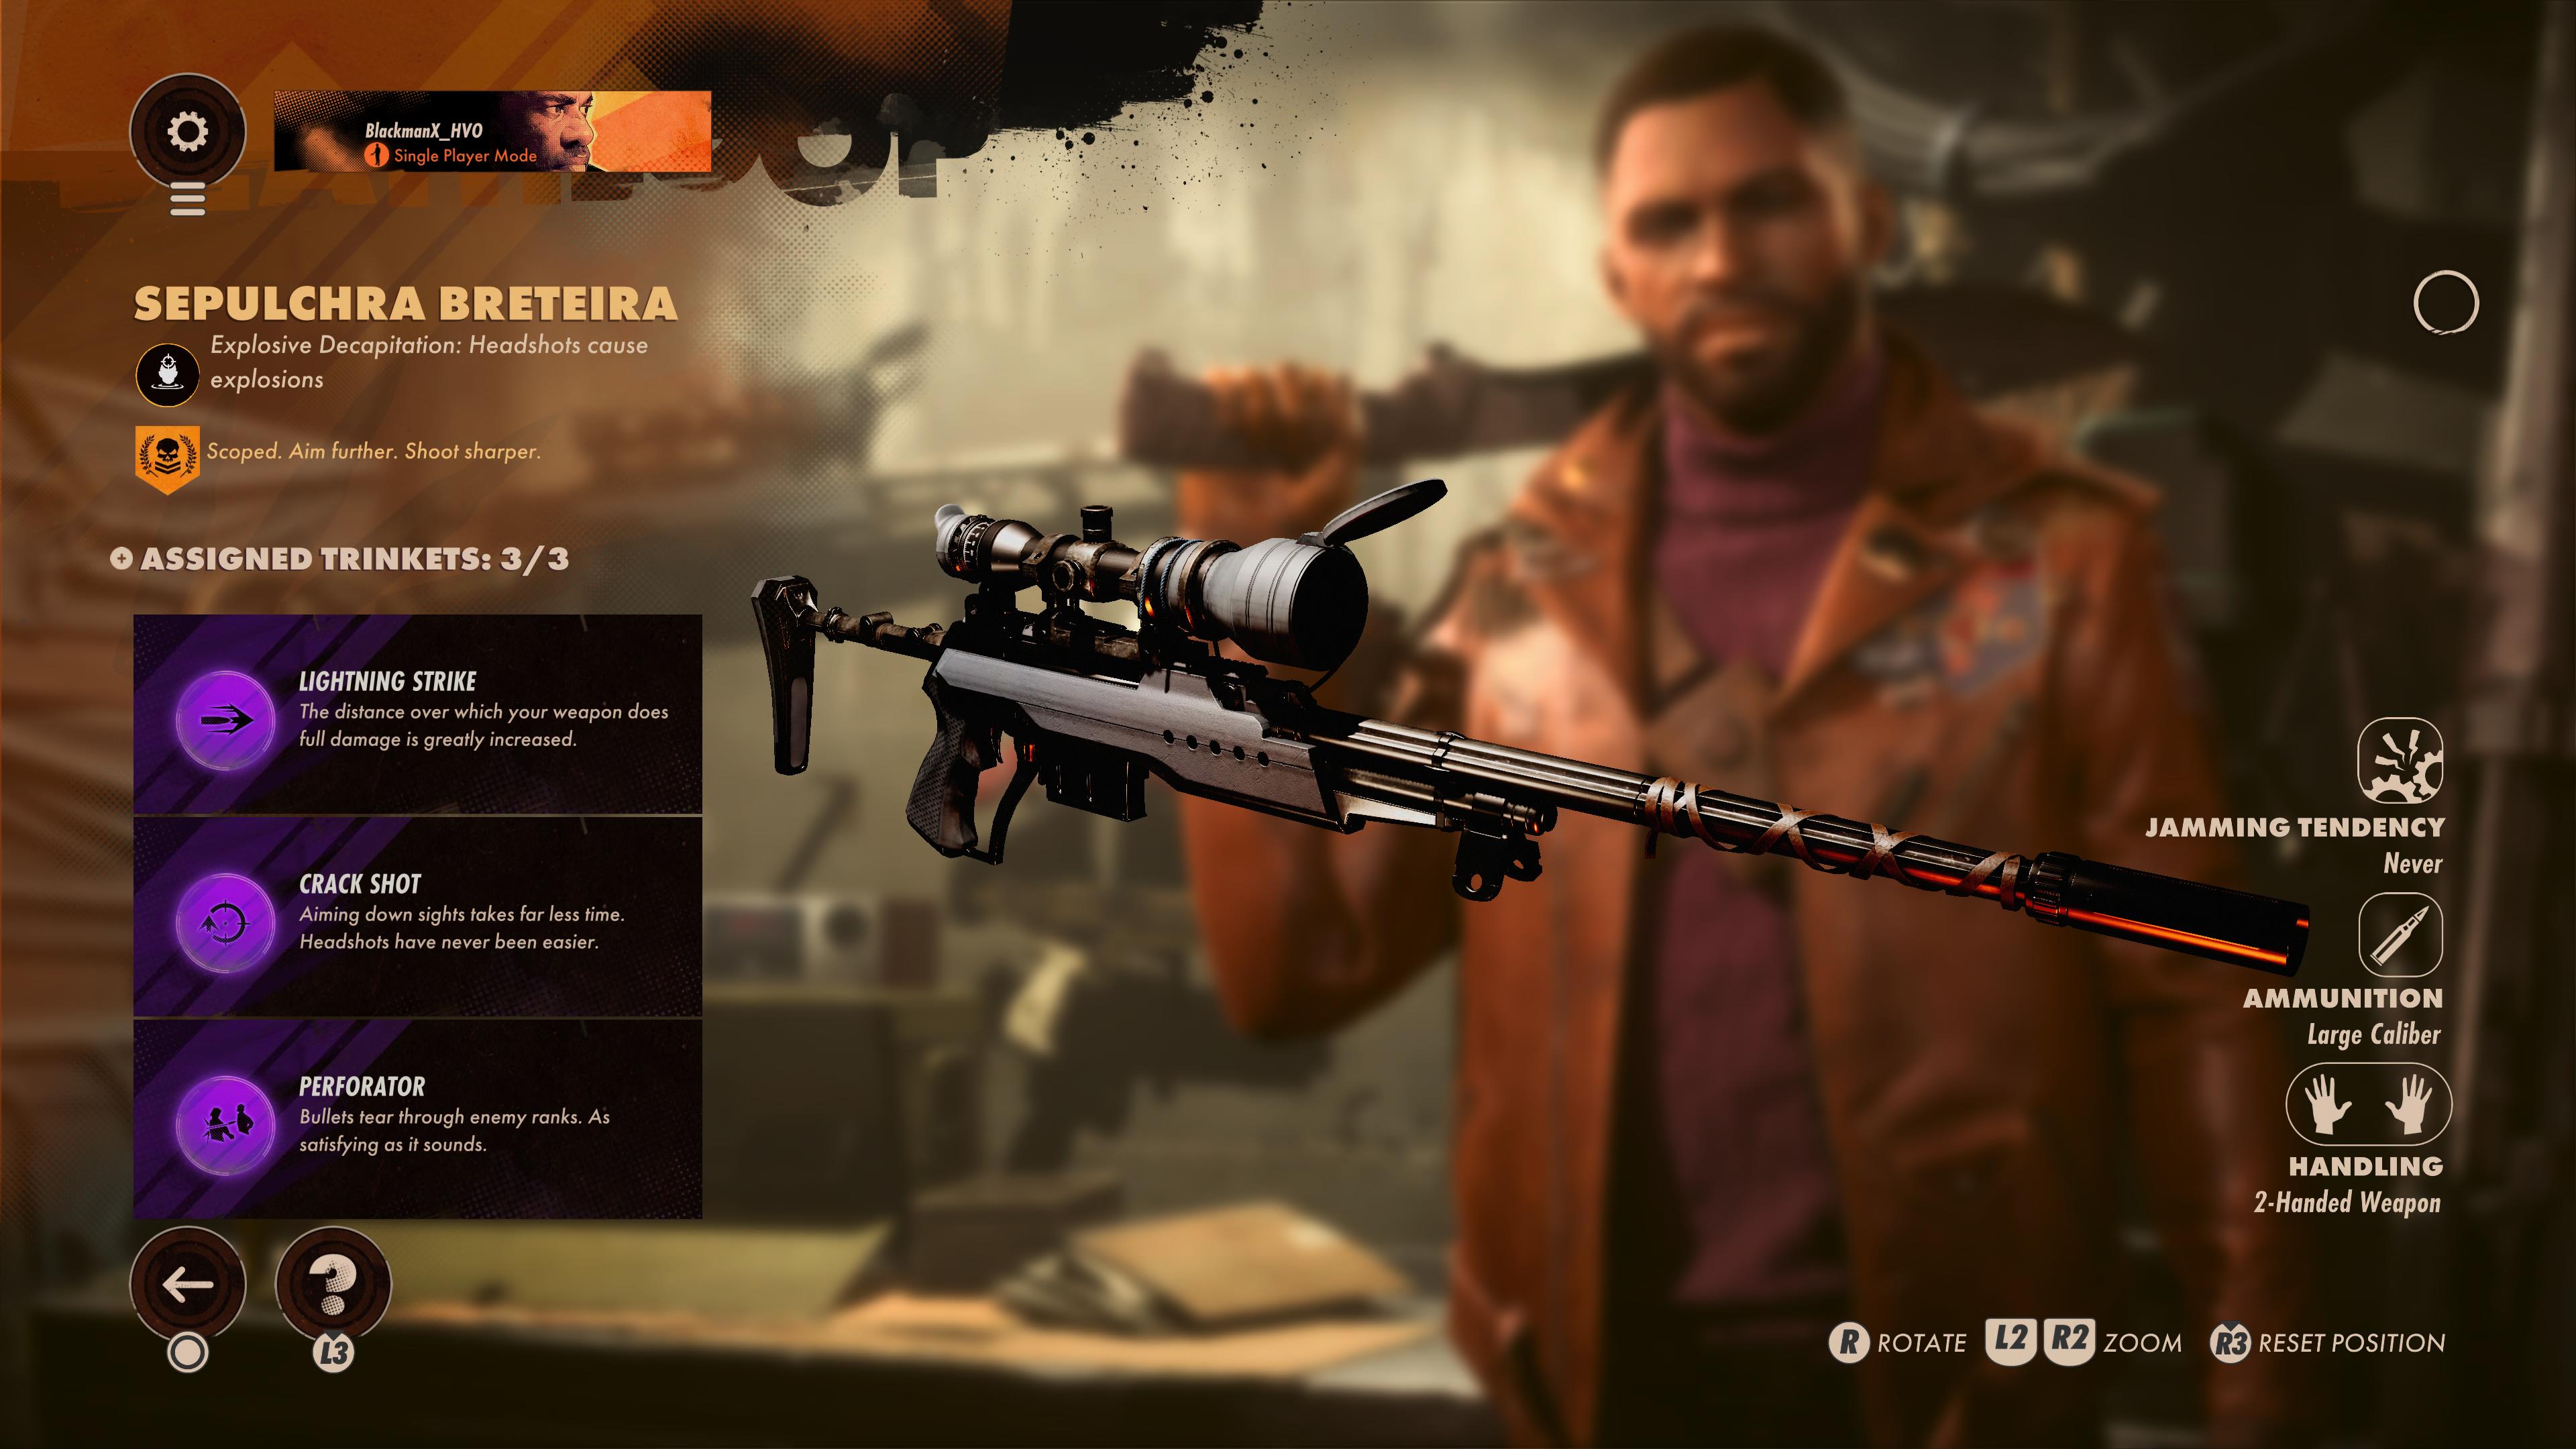 BlackmanX_HVO
Single Player Mode
SEPULCHRA BRETEIRA
Explosive Decapitation: Headshots cause
explosions
Scoped. Aim further. Shoot sharper.
ASSIGNED TRINKETS: 3/3
LIGHTNING STRIKE
The distance over which your weapon does
full damage is greatly increased.
CRACK SHOT
Aiming down sights takes far less time.
Headshots have never been easier.
PERFORATOR
Bullets tear through enemy ranks. As
satisfying as it sounds.
JAMMING TENDENCY
Never
AMMUNITION
Large Caliber
HANDLING
2-Handed Weapon
?
L3
R ROTATE L2 R2 ZOOM R3 RESET POSITION